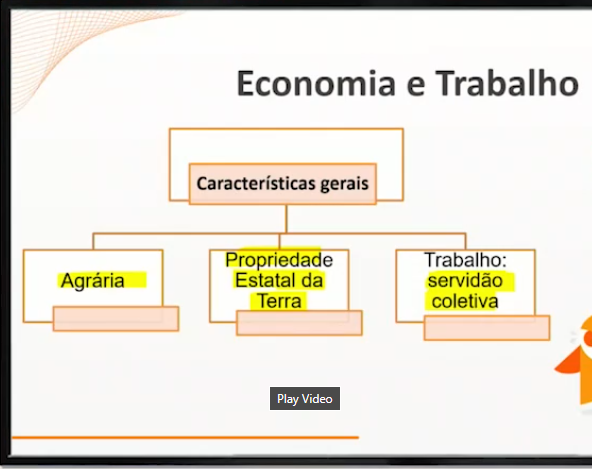 Economia e Trabalho
Características gerais
Agrária
Propriedade
Estatal da
Terra
Trabalho:
servidão
coletiva
Play Video